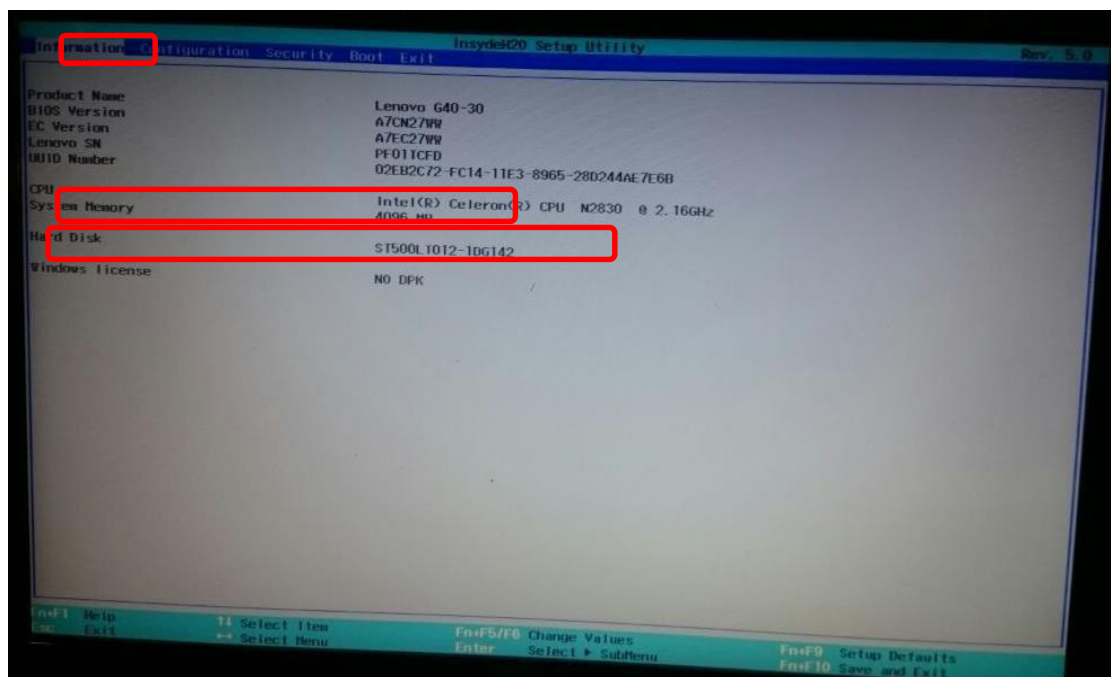 InsydeH20 Setup Utility
Information Configuration Security Boot Exit
Rev. 5.0
Product Name
Lenovo G40-30
BIOS Version
A7CN27WW
EC Version
A7EC27WW
Lenovo SN
PF01TCFD
UUID Number
02EB2C72-FC14-11E3-8965-28D244AE7E6B
CPU
Intel(R) Celeron(R) CPU N2830 @ 2.16GHz
System Memory
4096 MB
Hard Disk
ST500LT012-1DG142
Windows license
NO DPK
Fn+F1 Help
↑↓ Select Item
Fn+F5/F6 Change Values
Fn+F9 Setup Defaults
ESC Exit
↔ Select Menu
Enter Select ▶ SubMenu
Fn+F10 Save and Exit